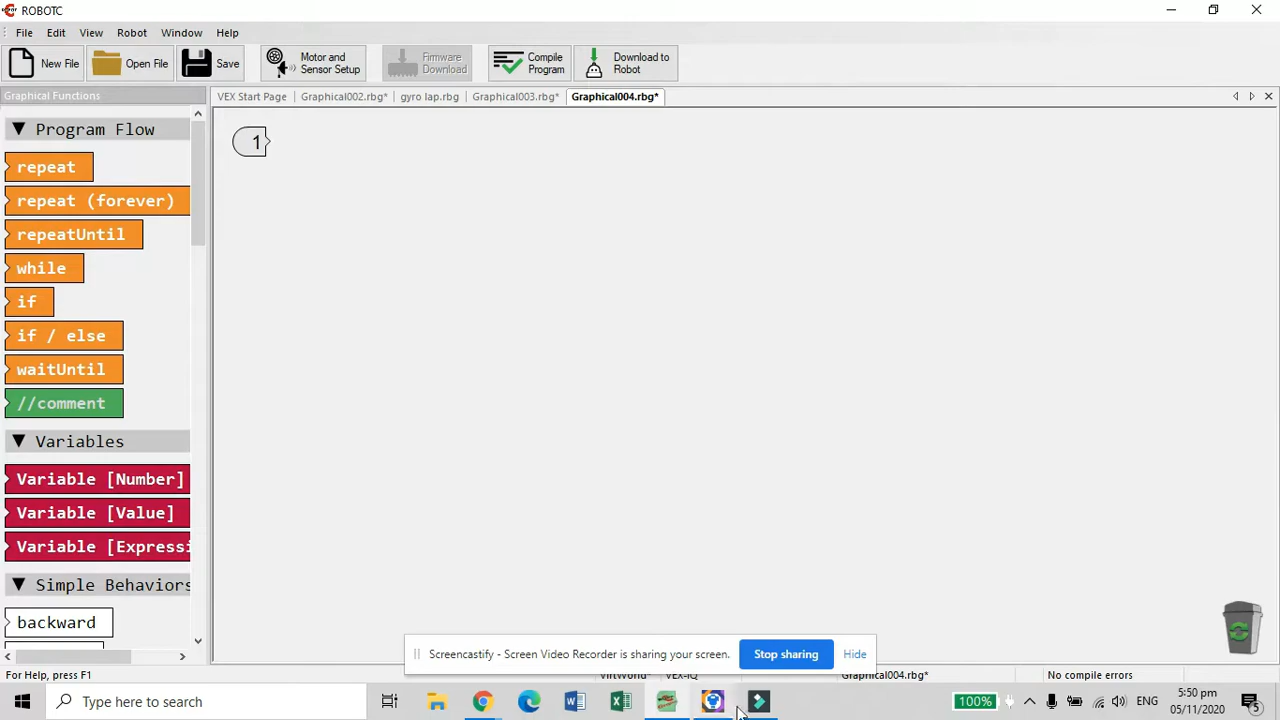 ROBOTC
File Edit View Robot Window Help
New File Open File Save Motor and Sensor Setup Firmware Download Compile Program Download to Robot
Graphical Functions
VEX Start Page Graphical002.rbg* gyro lap.rbg Graphical003.rbg* Graphical004.rbg*
Program Flow
1
repeat
repeat (forever)
repeatUntil
while
if
if / else
waitUntil
//comment
Variables
Variable [Number]
Variable [Value]
Variable [Expressi
Simple Behaviors
backward
Screencastify - Screen Video Recorder is sharing your screen. Stop sharing Hide
For Help, press F1 VirtWorld* VEX-IQ Graphical004.rbg* No compile errors
Type here to search
100%
ENG
5:50 pm
05/11/2020
5